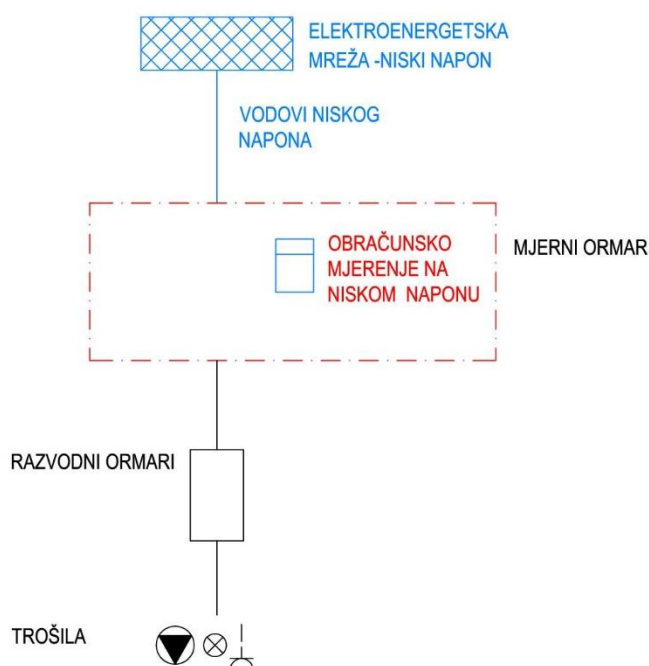 ELEKTROENERGETSKA
MREŽA -NISKI NAPON
VODOVI NISKOG
NAPONA
OBRAČUNSKO
MJERENJE NA
NISKOM NAPONU
MJERNI ORMAR
RAZVODNI ORMARI
TROŠILA